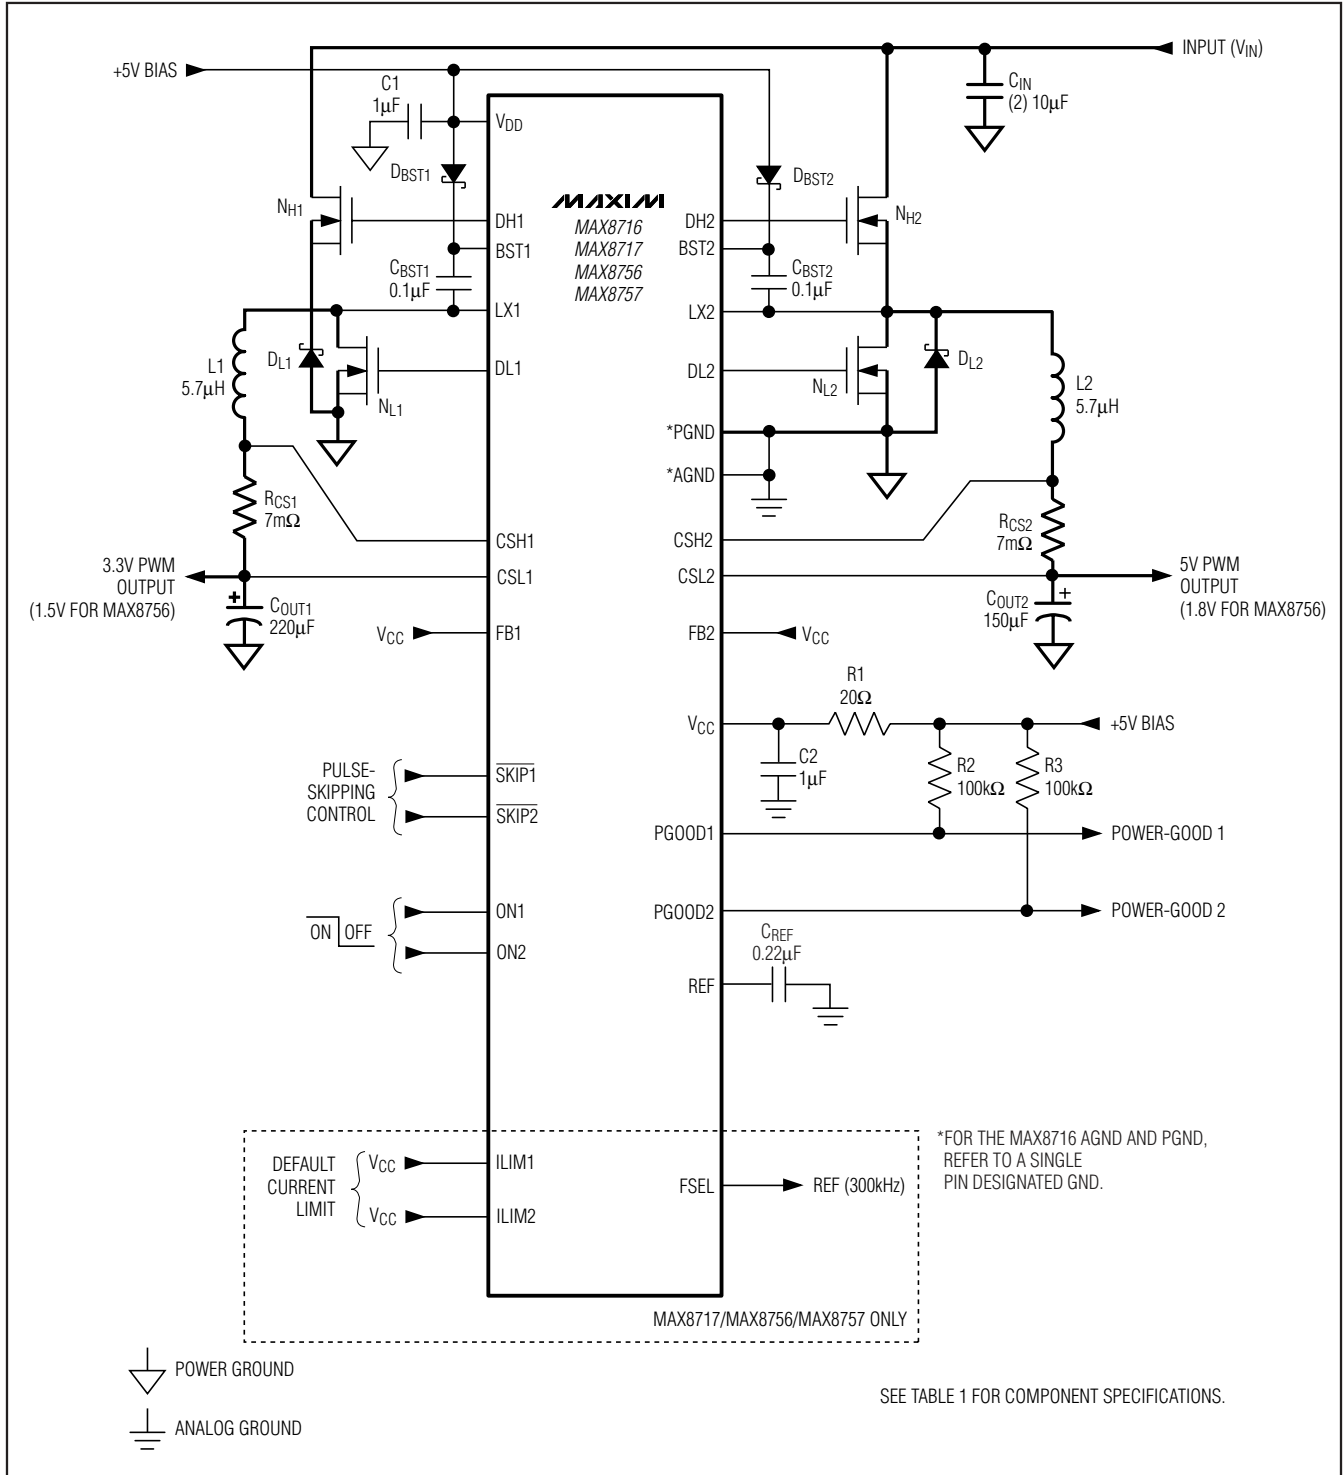 INPUT (VIN)
+5V BIAS
C1
1µF
CIN
(2) 10µF
VDD
DBST1
DBST2
MAXIM
MAX8716
MAX8717
MAX8756
MAX8757
NH1
DH1
DH2
NH2
BST1
BST2
CBST1
0.1µF
CBST2
0.1µF
LX1
LX2
L1
5.7µH
DL1
DL1
NL1
DL2
NL2
DL2
L2
5.7µH
*PGND
*AGND
RCS1
7mΩ
RCS2
7mΩ
CSH1
CSH2
3.3V PWM
OUTPUT
(1.5V FOR MAX8756)
CSL1
CSL2
5V PWM
OUTPUT
(1.8V FOR MAX8756)
+
COUT1
220µF
COUT2
150µF
+
VCC
FB1
FB2
VCC
R1
20Ω
VCC
+5V BIAS
C2
1µF
R2
100kΩ
R3
100kΩ
PULSE-
SKIPPING
CONTROL
SKIP1
SKIP2
PGOOD1
POWER-GOOD 1
ON OFF
ON1
ON2
PGOOD2
POWER-GOOD 2
CREF
0.22µF
REF
DEFAULT
CURRENT
LIMIT
VCC
ILIM1
VCC
ILIM2
FSEL
REF (300kHz)
*FOR THE MAX8716 AGND AND PGND,
REFER TO A SINGLE
PIN DESIGNATED GND.
MAX8717/MAX8756/MAX8757 ONLY
POWER GROUND
ANALOG GROUND
SEE TABLE 1 FOR COMPONENT SPECIFICATIONS.